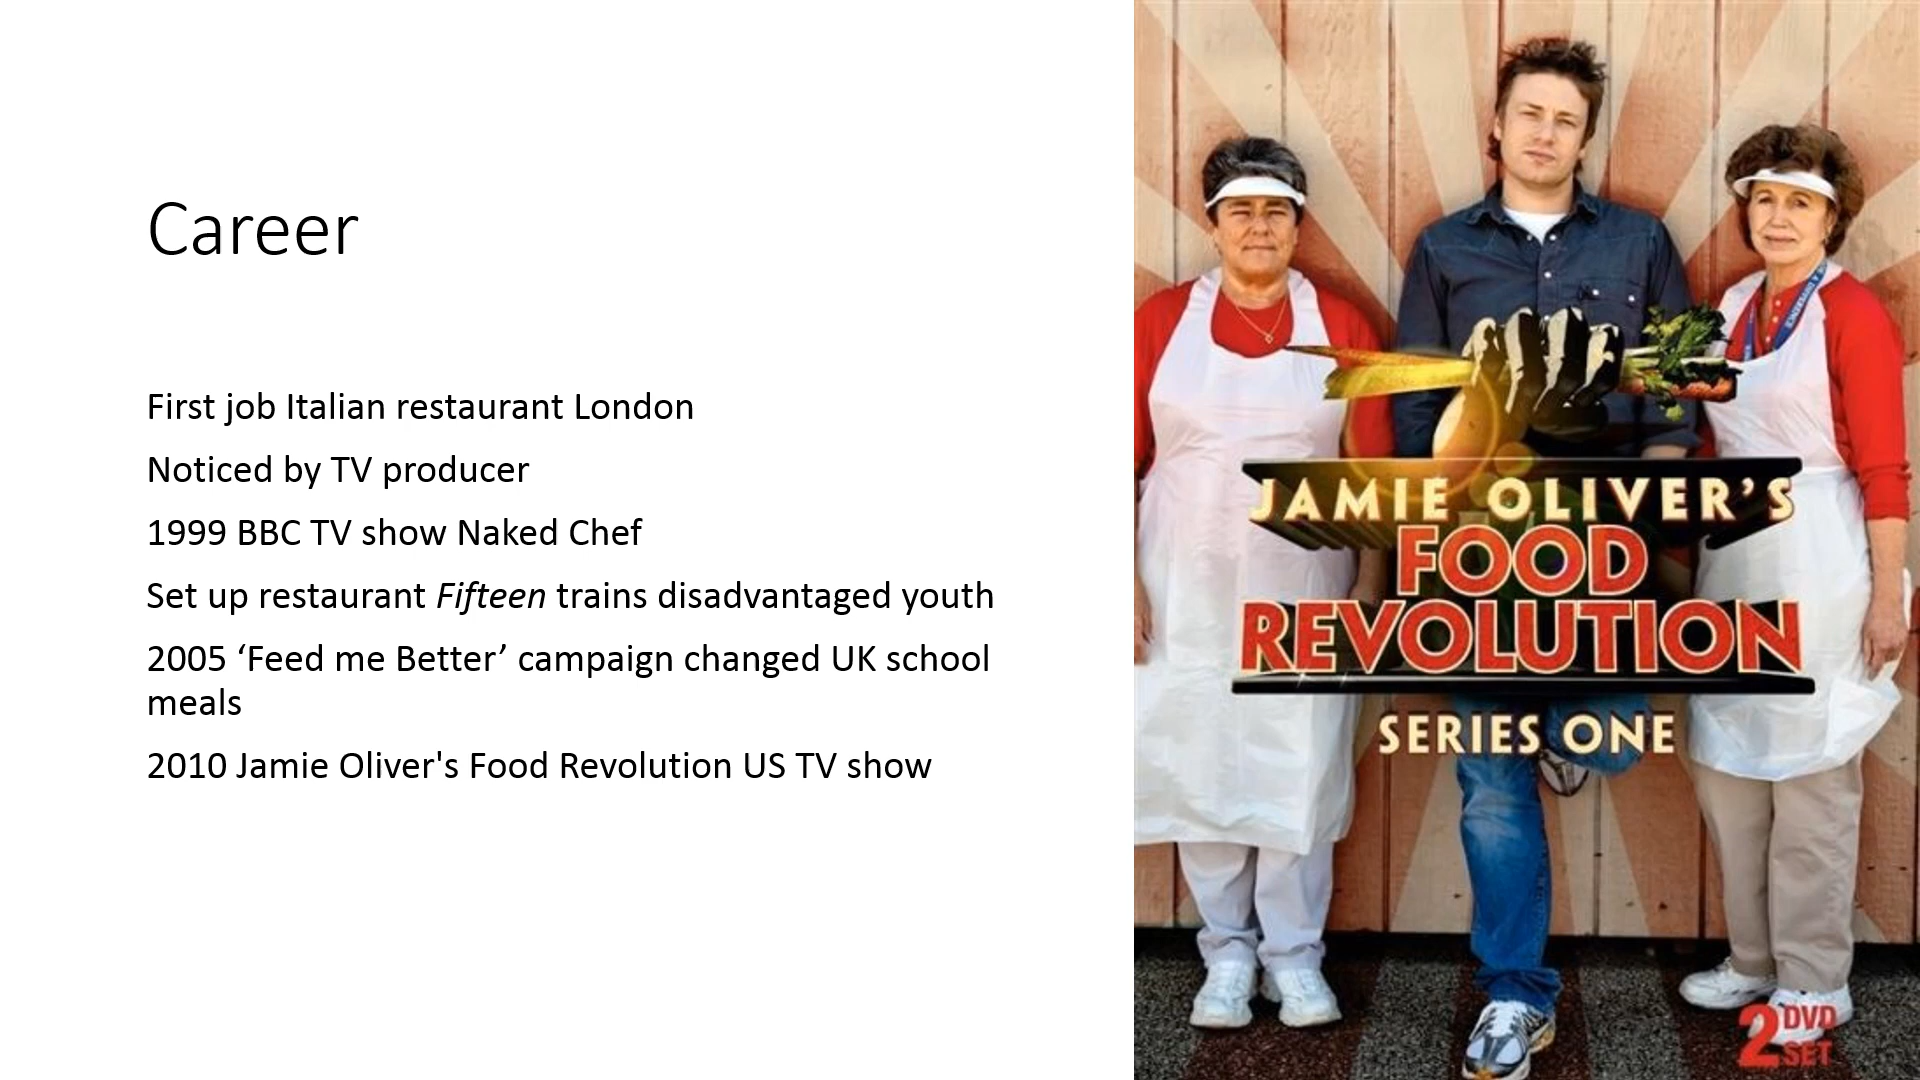 Career
First job Italian restaurant London
Noticed by TV producer
1999 BBC TV show Naked Chef
Set up restaurant Fifteen trains disadvantaged youth
2005 ‘Feed me Better’ campaign changed UK school
meals
2010 Jamie Oliver's Food Revolution US TV show
JAMIE OLIVER’S
FOOD
REVOLUTION
SERIES ONE
2 DVD
SET